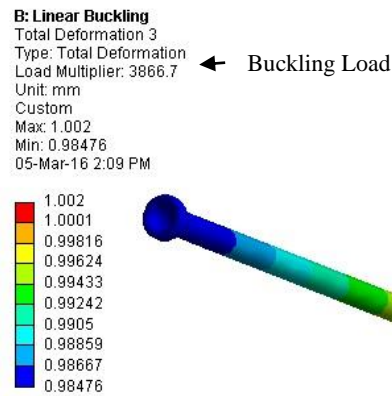 B: Linear Buckling
Total Deformation 3
Type: Total Deformation
Load Multiplier: 3866.7
Buckling Load
Unit: mm
Custom
Max: 1.002
Min: 0.98476
05-Mar-16 2:09 PM
1.002
1.0001
0.99816
0.99624
0.99433
0.99242
0.9905
0.98859
0.98667
0.98476